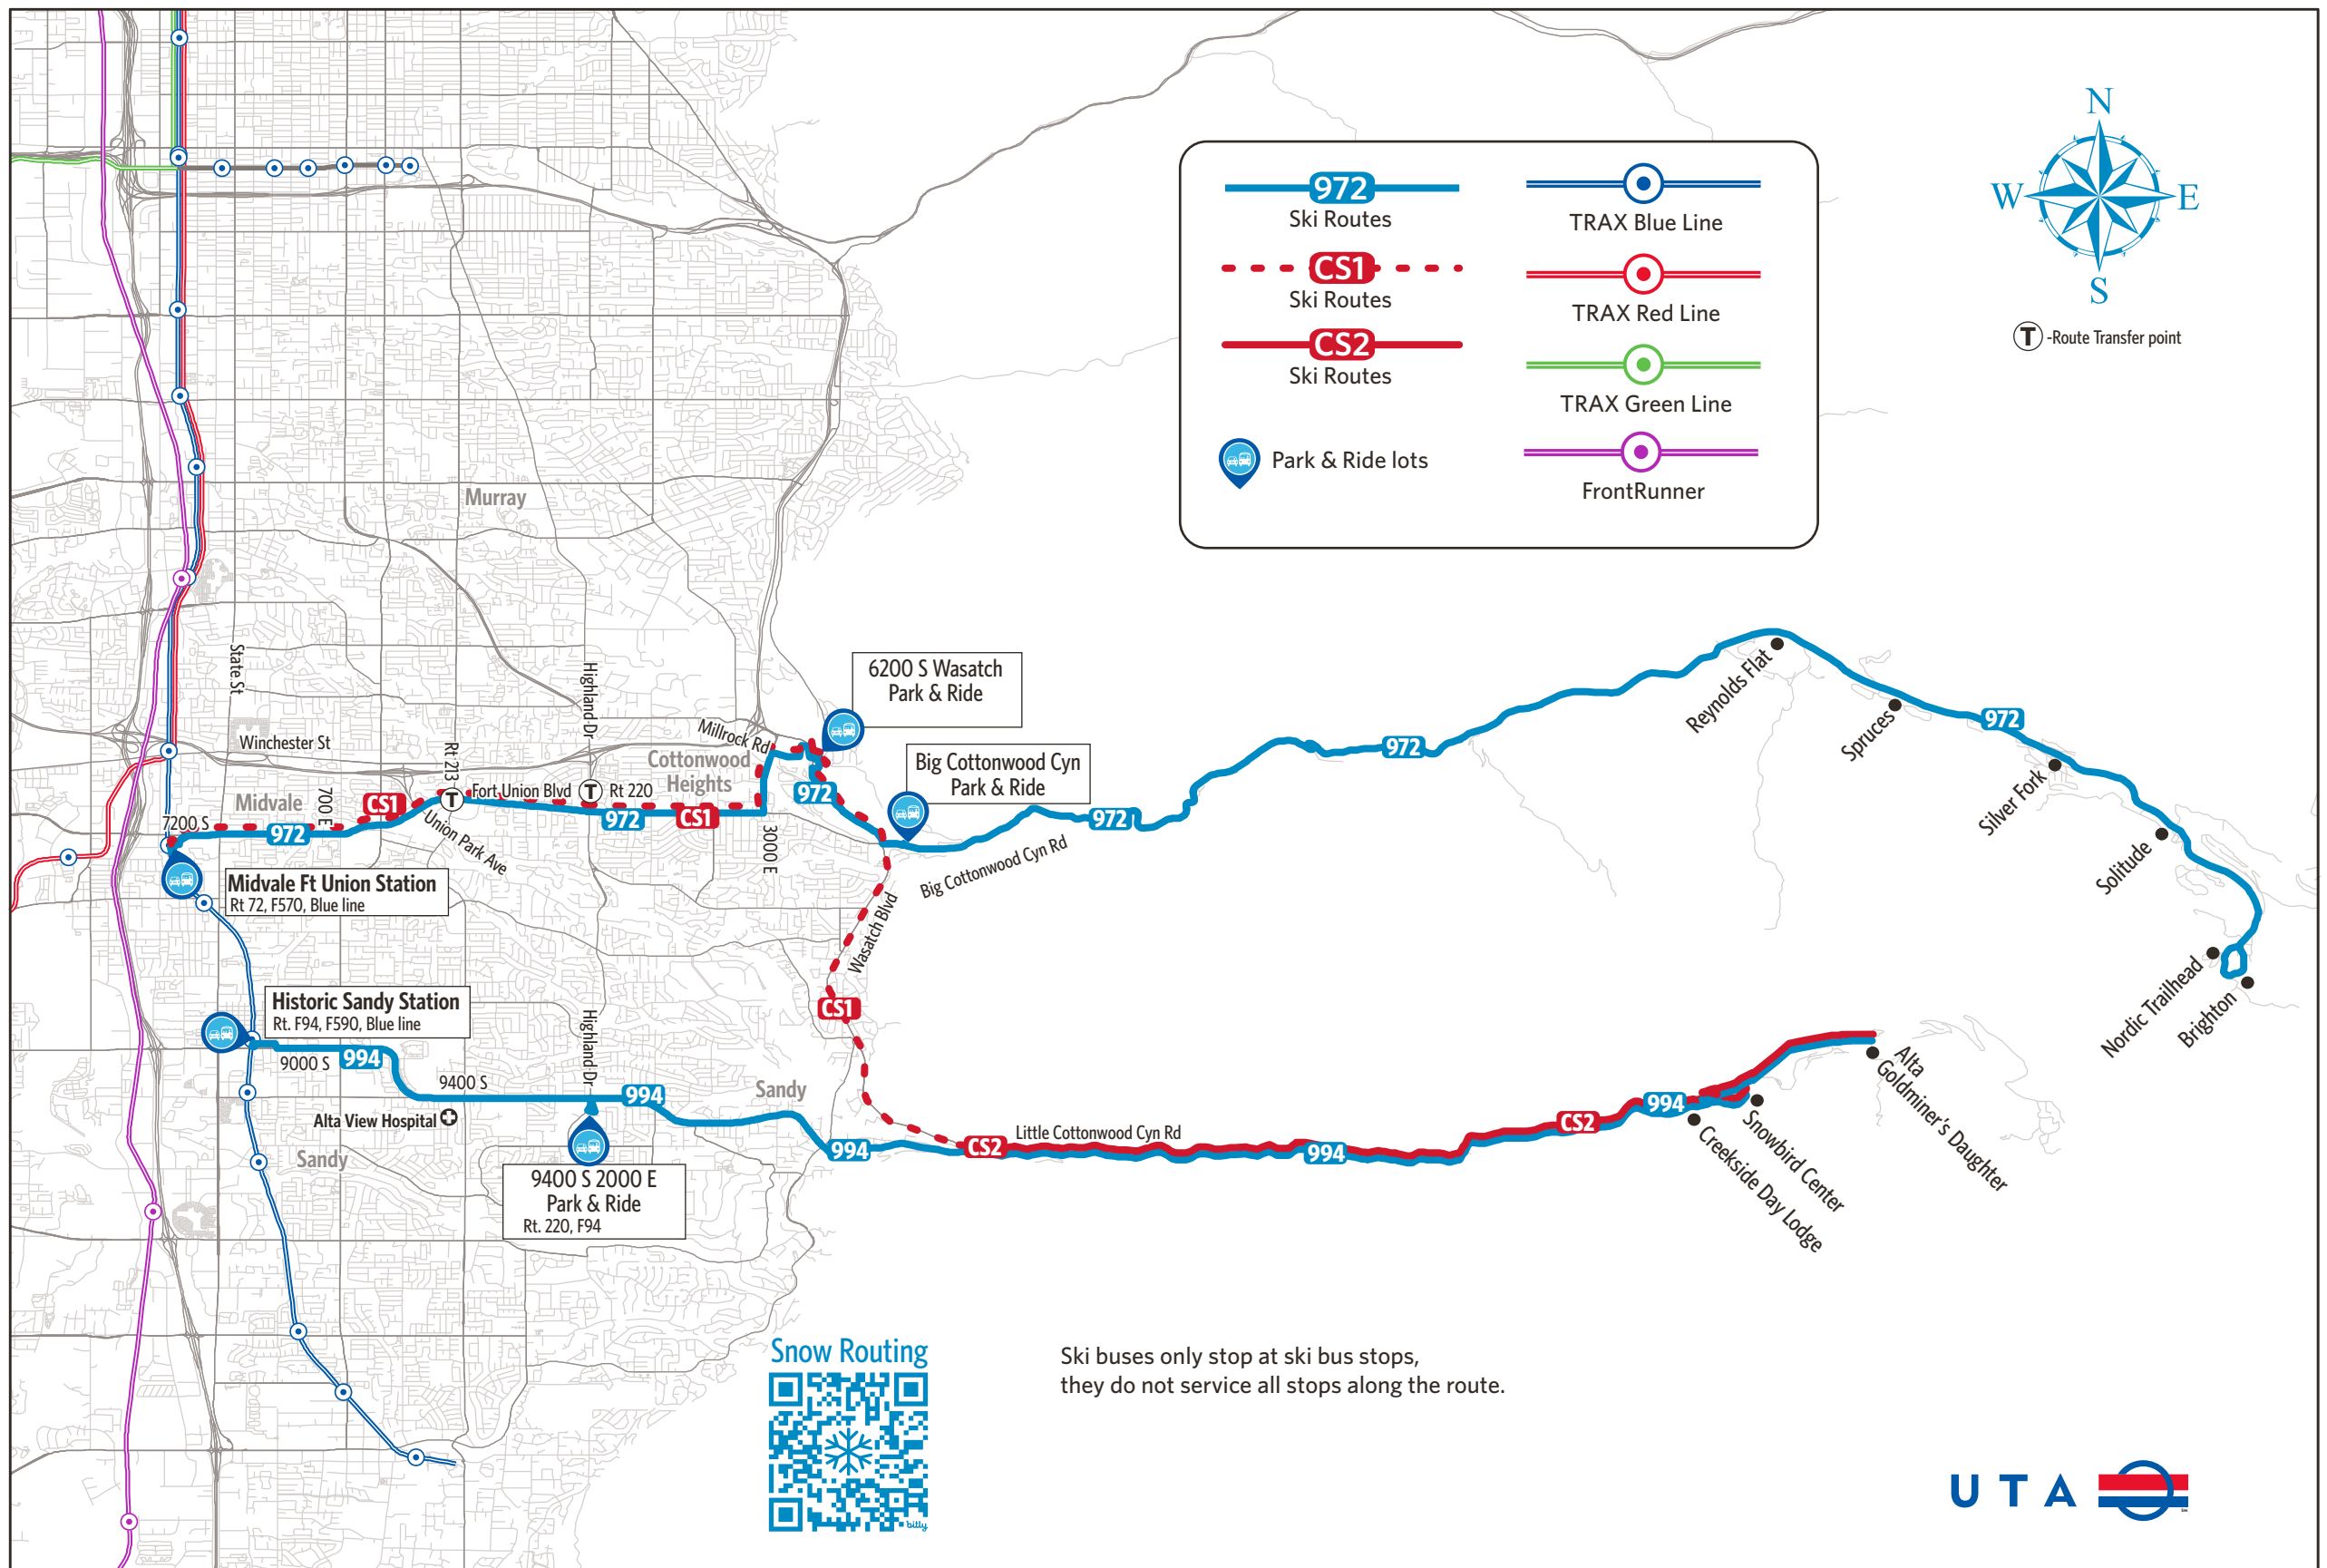 N
W
E
S
T -Route Transfer point
972
Ski Routes
CS1
Ski Routes
CS2
Ski Routes
Park & Ride lots
TRAX Blue Line
TRAX Red Line
TRAX Green Line
FrontRunner
Murray
State St
Highland Dr
Winchester St
Rt 213
Millrock Rd
Cottonwood
Heights
6200 S Wasatch
Park & Ride
Big Cottonwood Cyn
Park & Ride
Midvale
700 E
CS1
T
Fort Union Blvd
T
Rt 220
7200 S
972
Union Park Ave
972
CS1
972
3000 E
Big Cottonwood Cyn Rd
972
972
Reynolds Flat
Spruces
972
Silver Fork
Solitude
Nordic Trailhead
Brighton
Midvale Ft Union Station
Rt 72, F570, Blue line
Wasatch Blvd
CS1
Historic Sandy Station
Rt. F94, F590, Blue line
9000 S
994
9400 S
Highland Dr
994
Sandy
Alta View Hospital
Sandy
9400 S 2000 E
Park & Ride
Rt. 220, F94
994
CS2
Little Cottonwood Cyn Rd
994
CS2
994
Alta
Goldminer's Daughter
Snowbird Center
Creekside Day Lodge
Snow Routing
bitly
Ski buses only stop at ski bus stops,
they do not service all stops along the route.
UTA